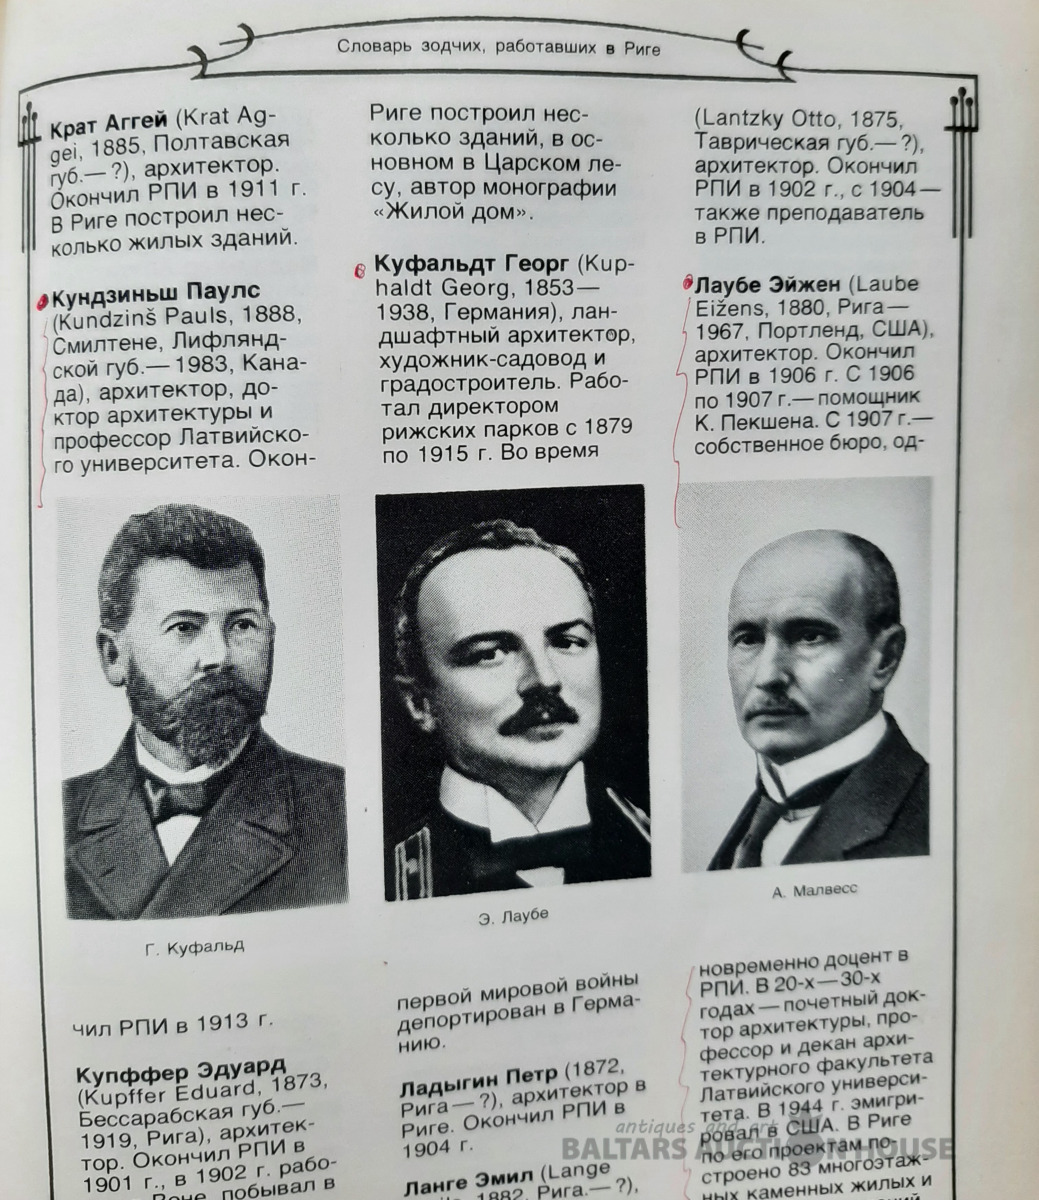 Словарь зодчих, работавших в Риге
Крат Аггей (Krat Ag-
gei, 1885, Полтавская
губ.— ?), архитектор.
Окончил РПИ в 1911 г.
В Риге построил нес-
колько жилых зданий.
Кундзиньш Паулс
(Kundzinš Pauls, 1888,
Смилтене, Лифлянд-
ской губ.— 1983, Кана-
да), архитектор, до-
ктор архитектуры и
профессор Латвийско-
го университета. Окон-
Г. Куфальд
чил РПИ в 1913 г.
Купффер Эдуард
(Kupffer Eduard, 1873,
Бессарабская губ.—
1919, Рига), архитек-
тор. Окончил РПИ в
1901 г., в 1902 г. рабо-
побывал в
Риге построил нес-
колько зданий, в ос-
новном в Царском ле-
су, автор монографии
«Жилой дом».
Куфальдт Георг (Kup-
haldt Georg, 1853—
1938, Германия), лан-
дшафтный архитектор,
художник-садовод и
градостроитель. Рабо-
тал директором
рижских парков с 1879
по 1915 г. Во время
Э. Лаубе
первой мировой войны
депортирован в Герма-
нию.
Ладыгин Петр (1872,
Рига — ?), архитектор в
Риге. Окончил РПИ в
1904 г.
Ланге Эмил (Lange
1882, Рига.— ?),
(Lantzky Otto, 1875,
Таврическая губ.— ?),
архитектор. Окончил
РПИ в 1902 г., с 1904 —
также преподаватель
в РПИ.
Лаубе Эйжен (Laube
Eižens, 1880, Рига —
1967, Портленд, США),
архитектор. Окончил
РПИ в 1906 г. С 1906
по 1907 г.— помощник
К. Пекшена. С 1907 г.—
собственное бюро, од-
А. Малвесс
новременно доцент в
РПИ. В 20-х—30-х
годах — почетный док-
тор архитектуры, про-
фессор и декан архи-
тектурного факультета
Латвийского универси-
тета. В 1944 г. эмигри-
ровал в США. В Риге
по его проектам по-
строено 83 многоэтаж-
ных каменных жилых и
antiques and art
BALTARS AUCTION HOUSE